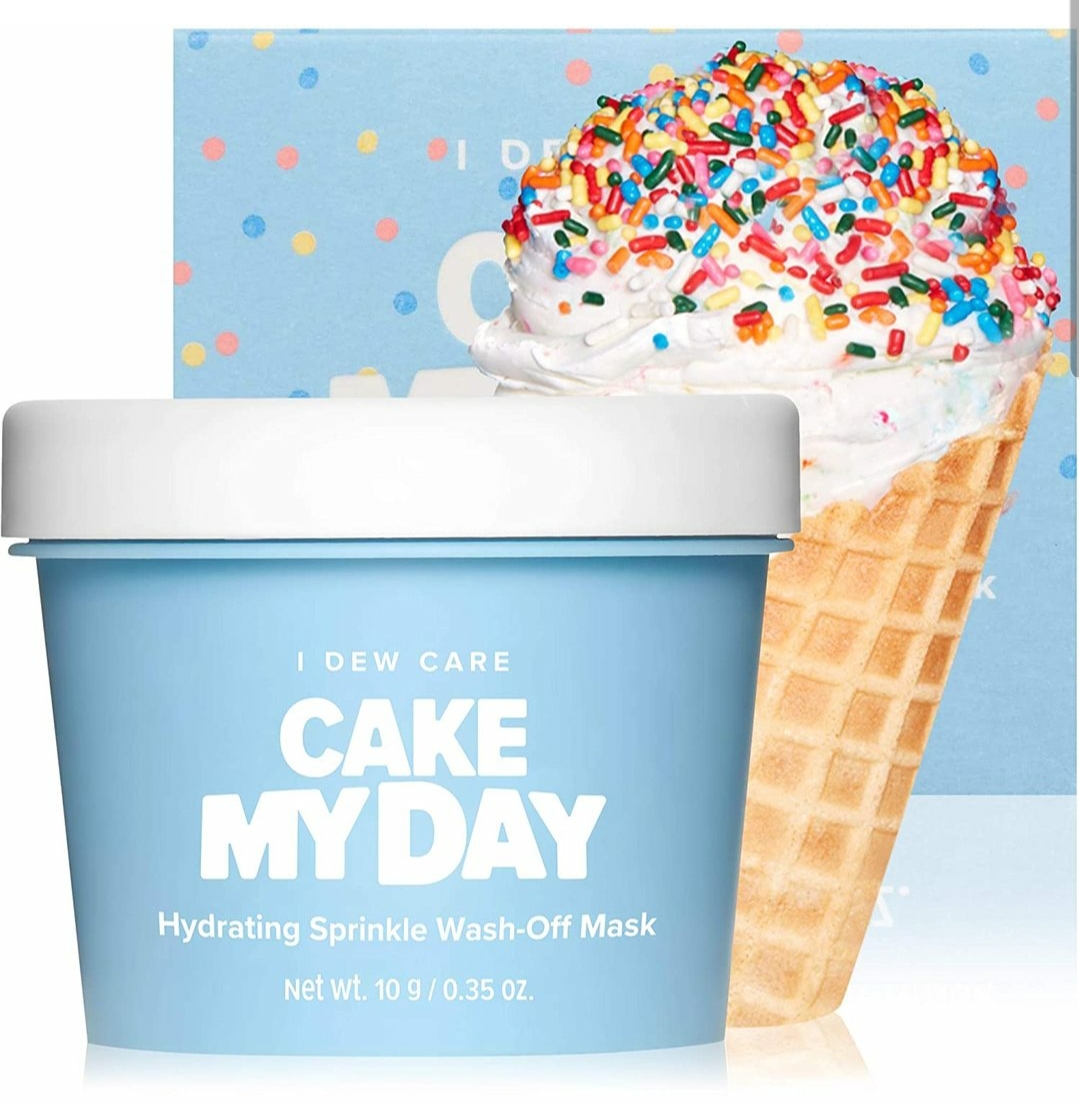 I DEW CARE
CAKE
MY DAY
Hydrating Sprinkle Wash-Off Mask
Net wt. 10 g / 0.35 oz.